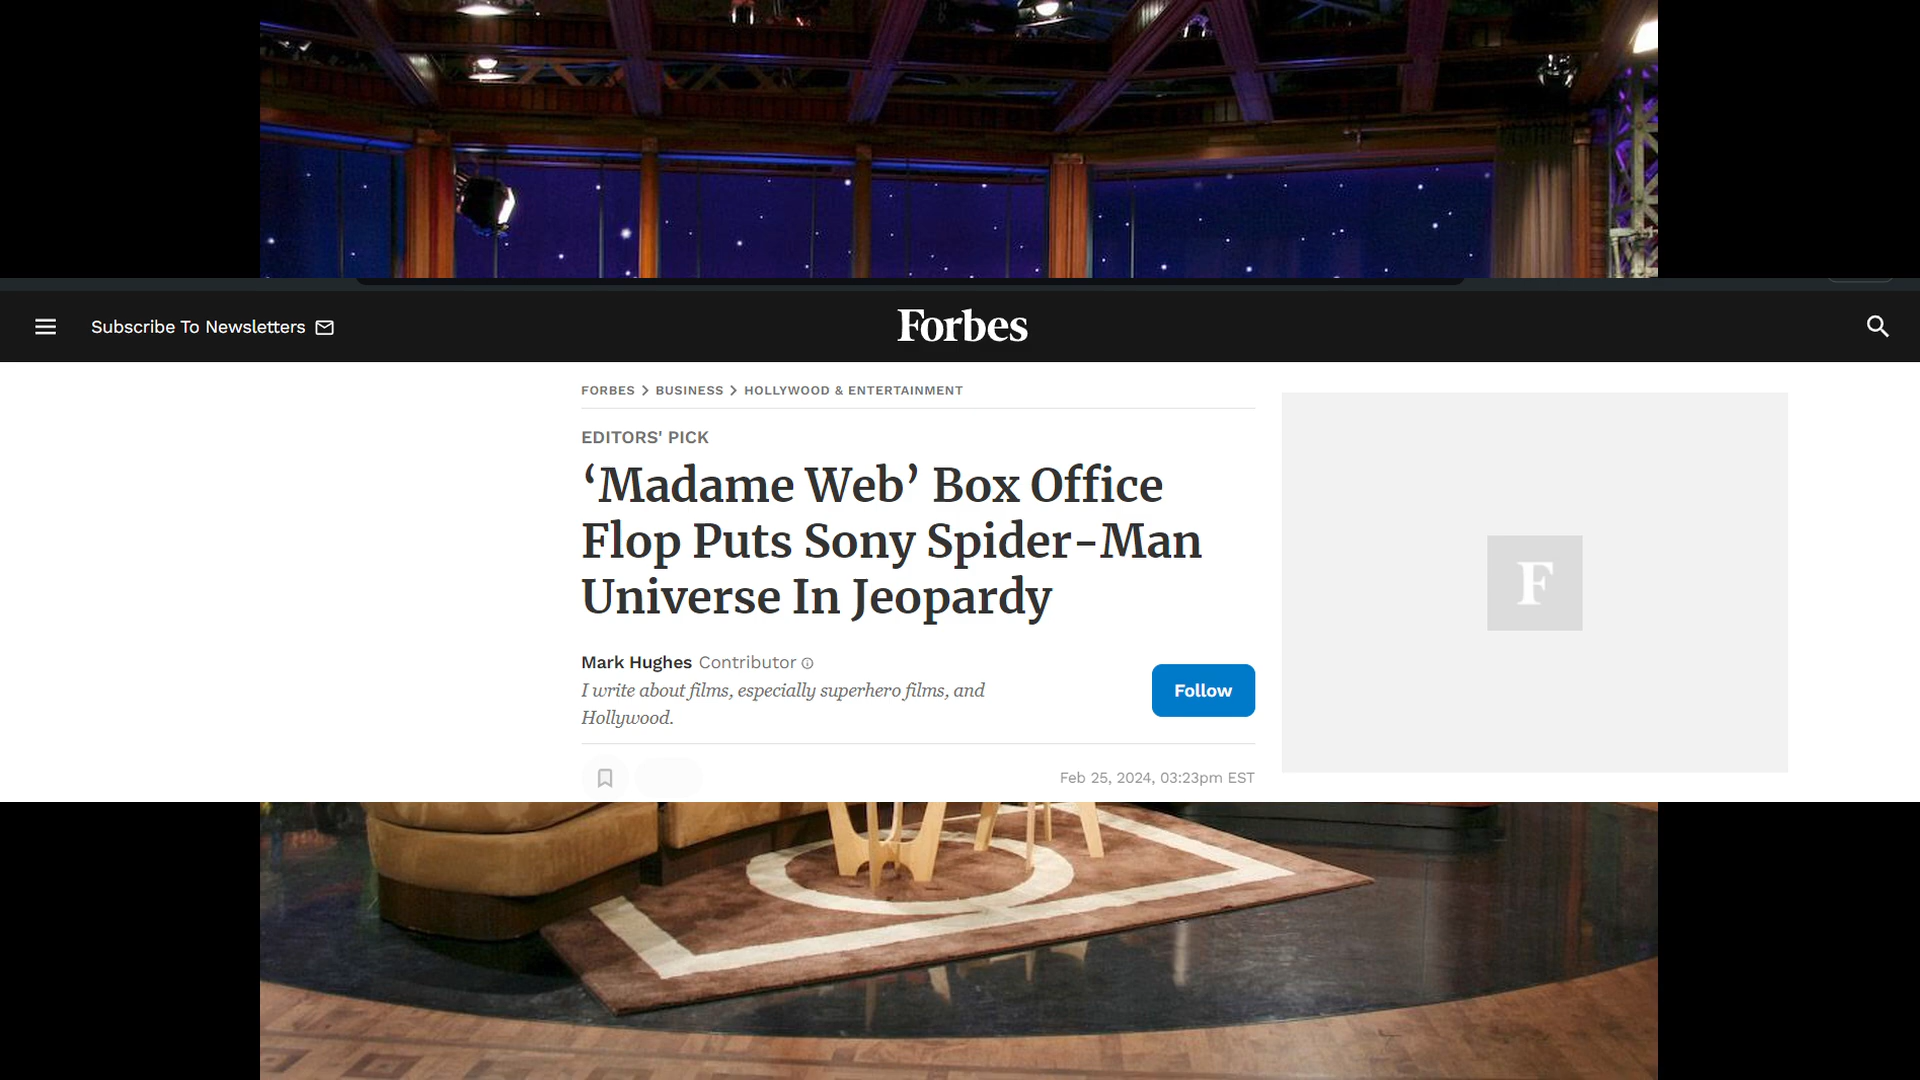 Subscribe To Newsletters
Forbes
FORBES > BUSINESS > HOLLYWOOD & ENTERTAINMENT
EDITORS' PICK
‘Madame Web’ Box Office
Flop Puts Sony Spider-Man
Universe In Jeopardy
Mark Hughes Contributor
I write about films, especially superhero films, and
Hollywood.
Follow
Feb 25, 2024, 03:23pm EST
F